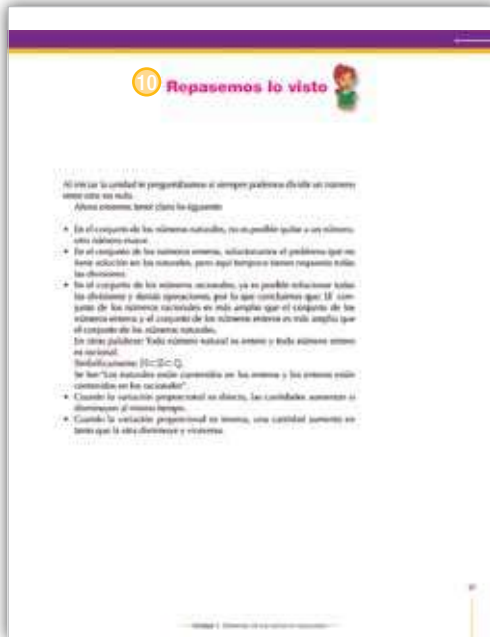 10 Repasemos lo visto
Al iniciar la unidad te preguntábamos si siempre podemos dividir un número
entre otro no nulo.
Ahora creemos tener claro lo siguiente:
• En el conjunto de los números naturales, no es posible quitar a un número,
otro número mayor.
• En el conjunto de los números enteros, solucionamos el problema que no
tiene solución en los naturales, pero aquí tampoco tienen respuesta todas
las divisiones.
• En el conjunto de los números racionales, ya es posible solucionar todas
las divisiones y demás operaciones, por lo que concluimos que: El con-
junto de los números racionales es más amplio que el conjunto de los
números enteros y el conjunto de los números enteros es más amplio que
el conjunto de los números naturales.
En otras palabras: Todo número natural es entero y todo número entero
es racional.
Simbólicamente: ℕ⊂ℤ⊂ℚ.
Se lee: "Los naturales están contenidos en los enteros y los enteros están
contenidos en los racionales".
• Cuando la variación proporcional es directa, las cantidades aumentan o
disminuyen al mismo tiempo.
• Cuando la variación proporcional es inversa, una cantidad aumenta en
tanto que la otra disminuye y viceversa.
Unidad 1